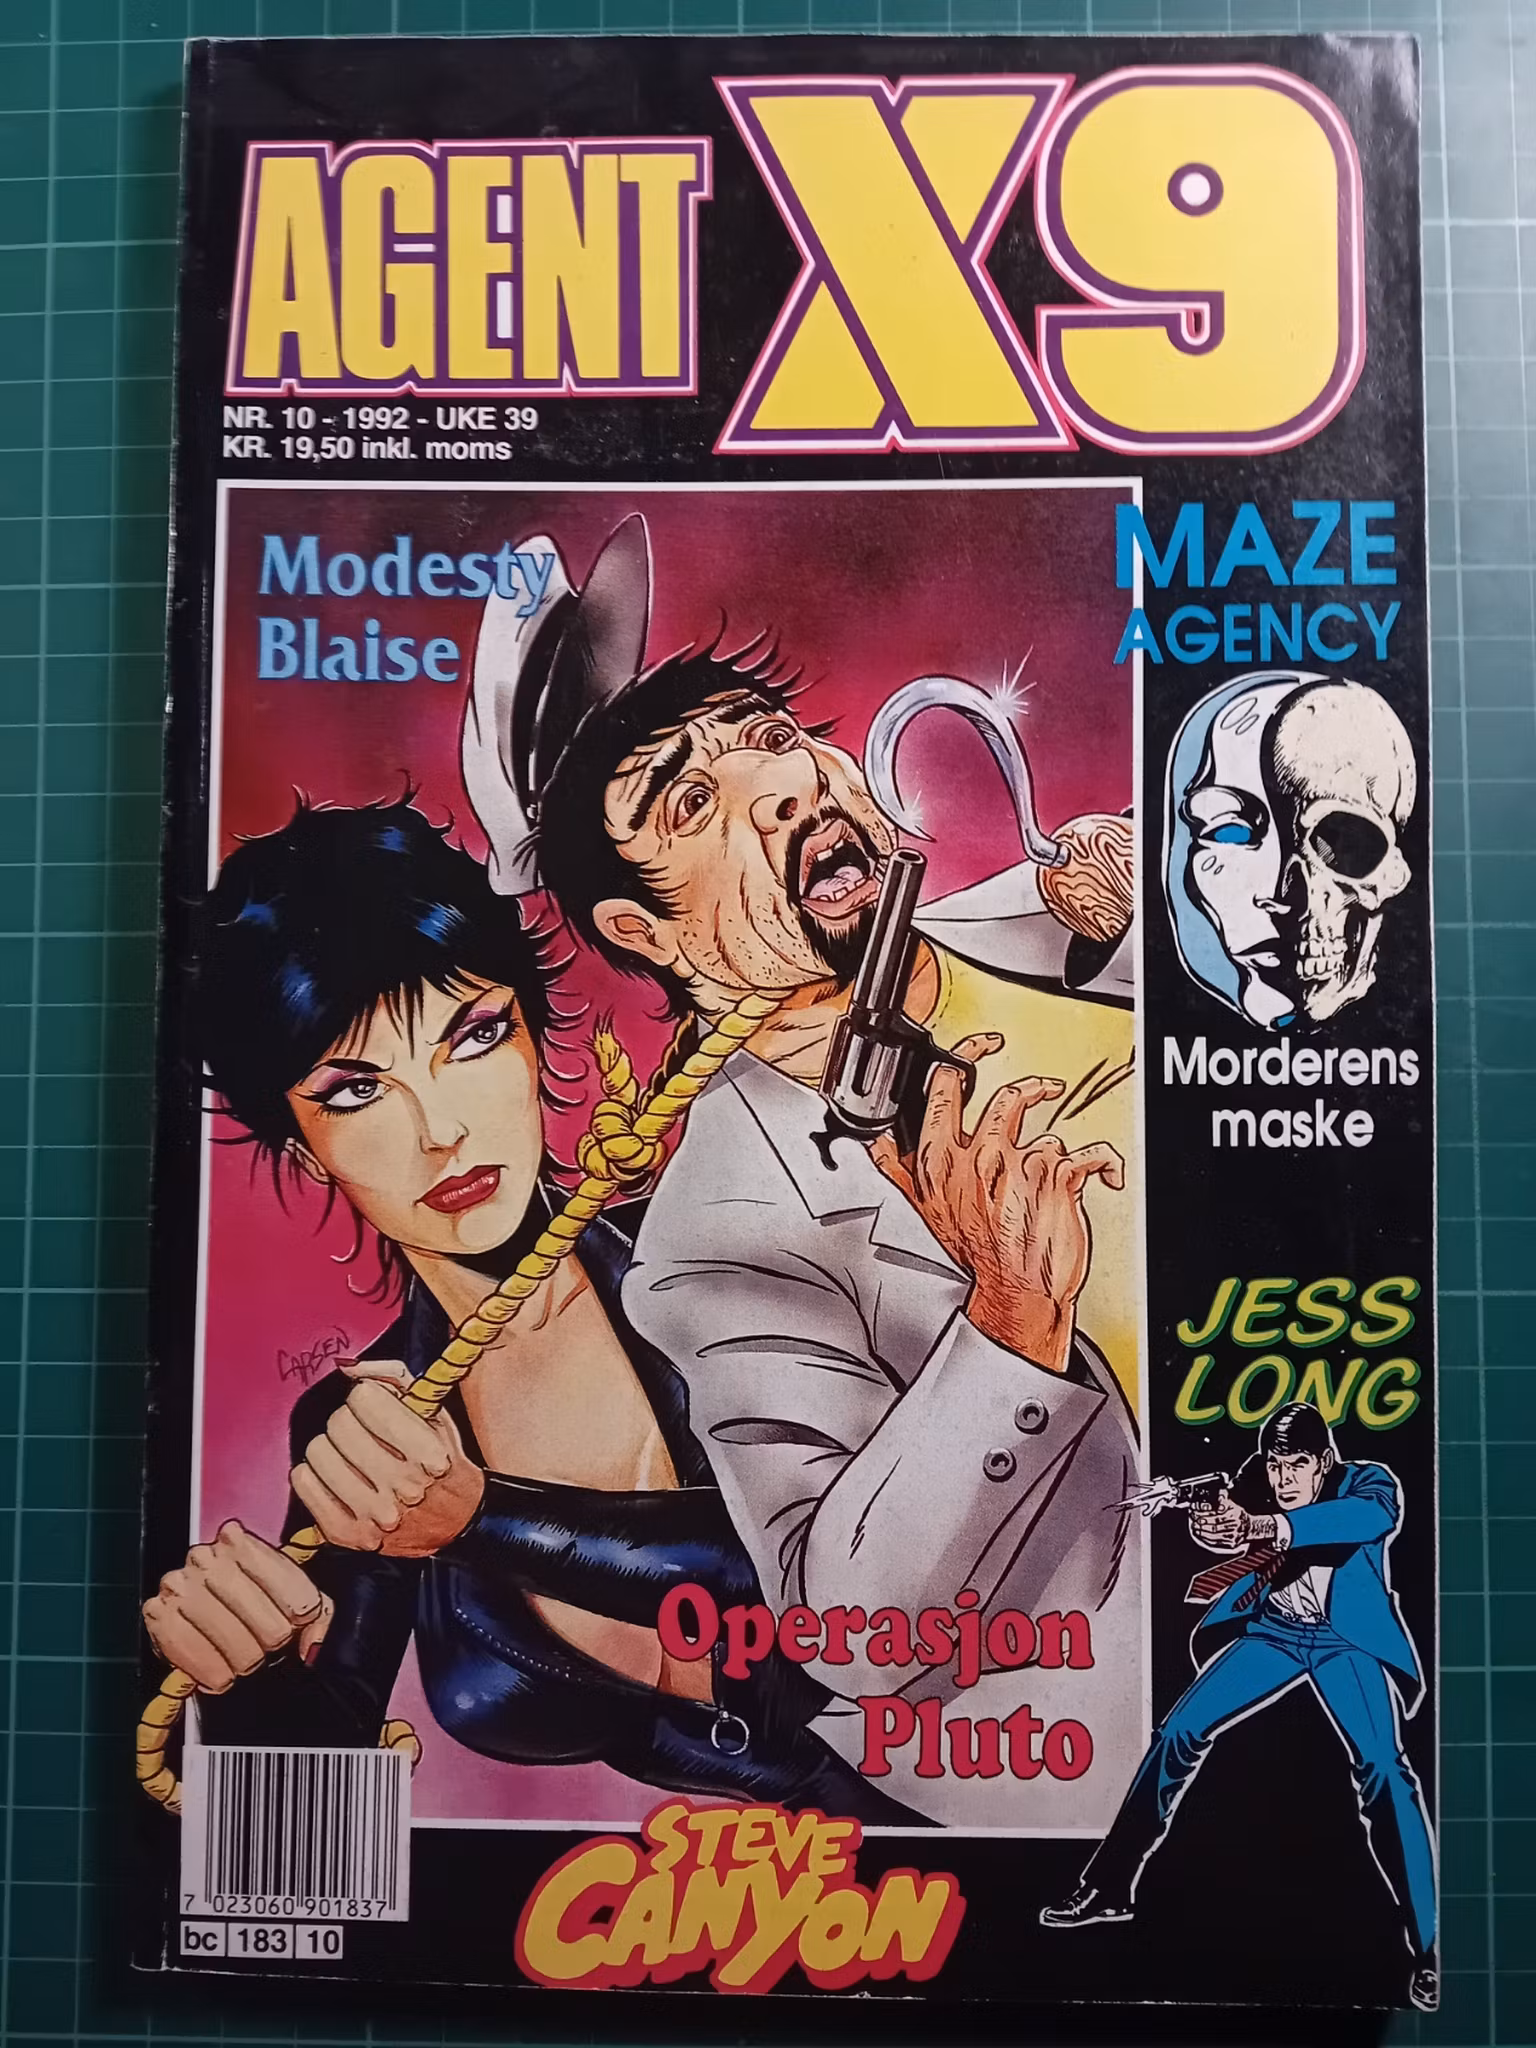 AGENT X9
NR. 10 - 1992 - UKE 39
KR. 19,50 inkl. moms
Modesty
Blaise
MAZE
AGENCY
Morderens
maske
JESS
LONG
CARSEN
Operasjon
Pluto
STEVE
CANYON
7 023060 901837
bc 183 10